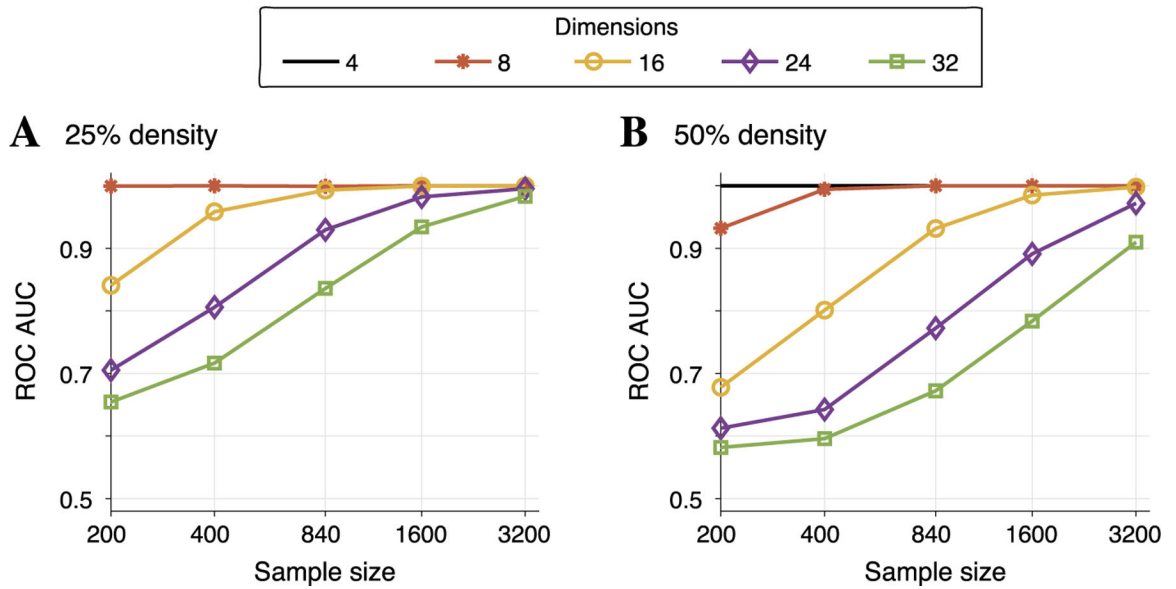 Dimensions
4 8 16 24 32
A 25% density
B 50% density
ROC AUC
0.9
0.7
0.5
200 400 840 1600 3200
Sample size
ROC AUC
0.9
0.7
0.5
200 400 840 1600 3200
Sample size